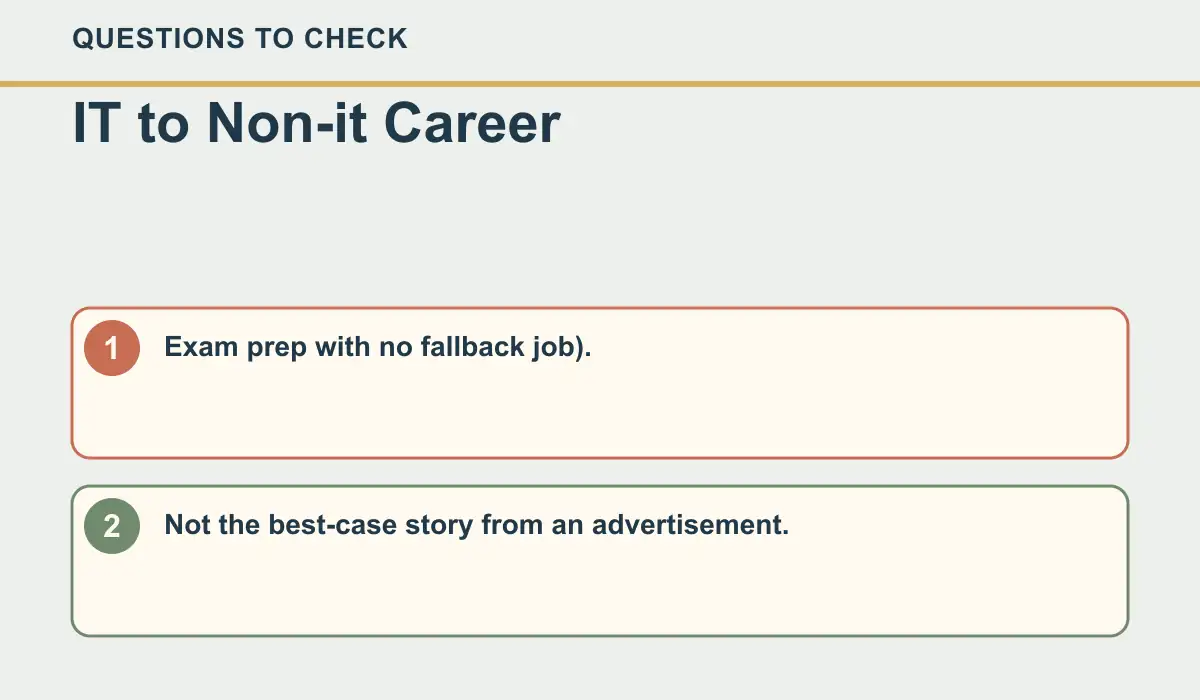 QUESTIONS TO CHECK
IT to Non-it Career
1
Exam prep with no fallback job).
2
Not the best-case story from an advertisement.